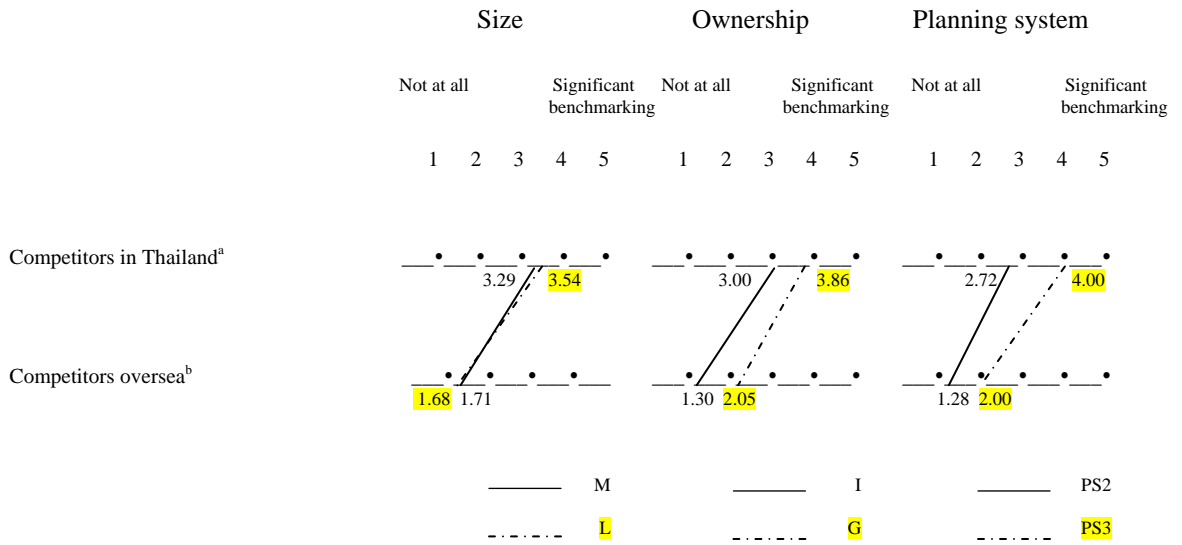 Size Ownership Planning system
Not at all Significant Not at all Significant Not at all Significant
benchmarking benchmarking benchmarking
1 2 3 4 5 1 2 3 4 5 1 2 3 4 5
Competitors in Thailandᵃ
3.29 3.54 3.00 3.86 2.72 4.00
Competitors overseaᵇ
1.68 1.71 1.30 2.05 1.28 2.00
M I PS2
L G PS3